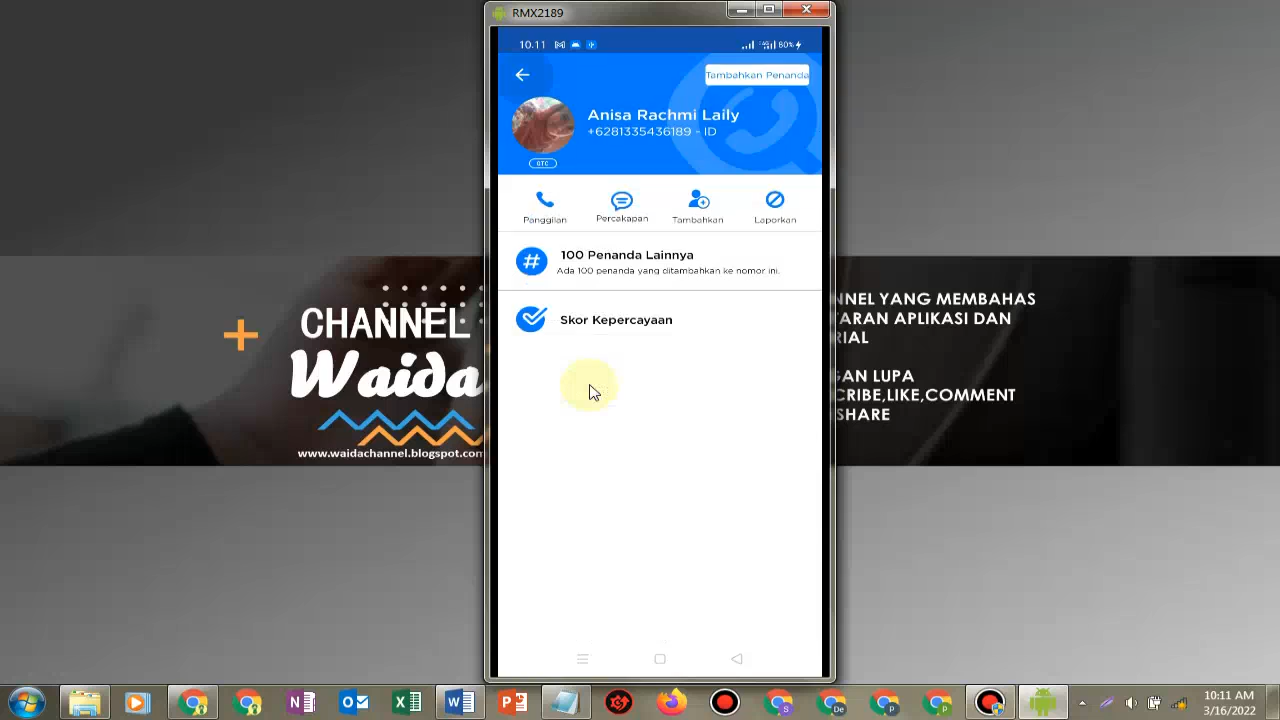 RMX2189
10.11
4G
80%
Tambahkan Penanda
Anisa Rachmi Laily
+6281335436189 - ID
GTC
Panggilan
Percakapan
Tambahkan
Laporkan
#
100 Penanda Lainnya
Ada 100 penanda yang ditambahkan ke nomor ini.
Skor Kepercayaan
+ CHANNEL
Waida
www.waidachannel.blogspot.com
NNEL YANG MEMBAHAS
TARAN APLIKASI DAN
RIAL
GAN LUPA
CRIBE,LIKE,COMMENT
SHARE
10:11 AM
3/16/2022